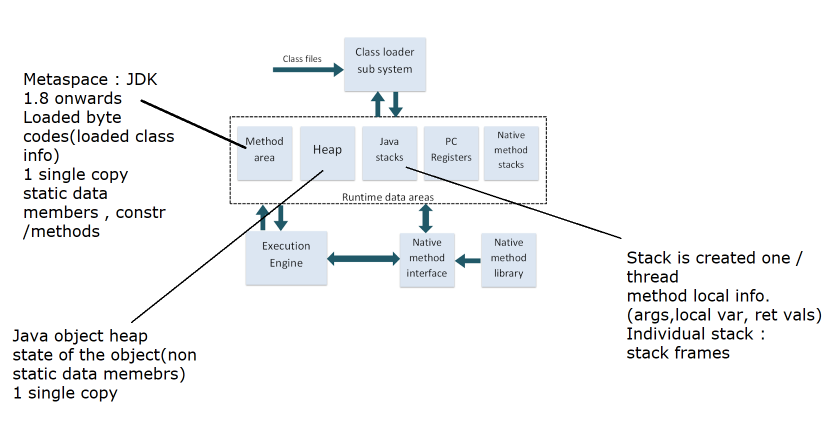 Class files
Class loader
sub system
Metaspace : JDK
1.8 onwards
Loaded byte
codes(loaded class
info)
1 single copy
static data
members , constr
/methods
Method
area
Heap
Java
stacks
PC
Registers
Native
method
stacks
Runtime data areas
Execution
Engine
Native
method
interface
Native
method
library
Stack is created one /
thread
method local info.
(args,local var, ret vals)
Individual stack :
stack frames
Java object heap
state of the object(non
static data memebrs)
1 single copy